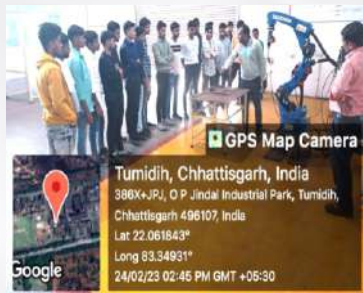 GPS Map Camera
Tumidih, Chhattisgarh, India
386X+JPJ, O P Jindal Industrial Park, Tumidih,
Chhattisgarh 496107, India
Lat 22.061843°
Long 83.34931°
24/02/23 02:45 PM GMT +05:30
Google